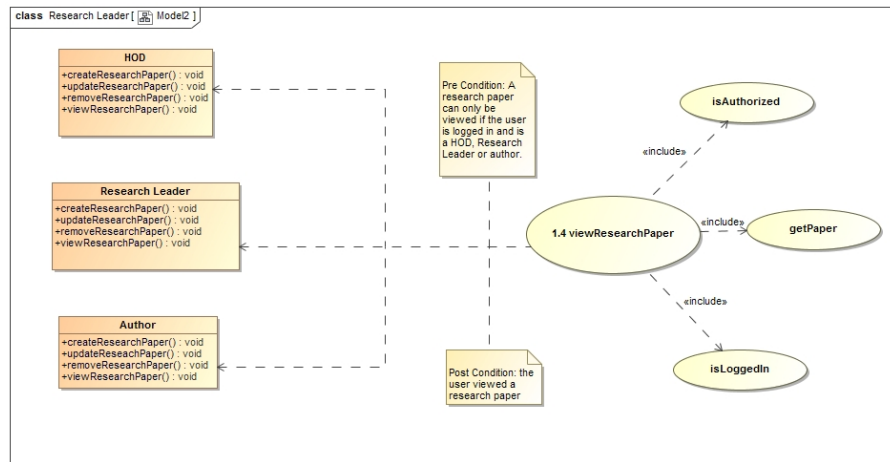 class Research Leader [ Model2 ]
HOD
+createResearchPaper() : void
+updateResearchPaper() : void
+removeResearchPaper() : void
+viewResearchPaper() : void
Research Leader
+createResearchPaper() : void
+updateResearchPaper() : void
+removeResearchPaper() : void
+viewResearchPaper() : void
Author
+createResearchPaper() : void
+updateReseachPaper() : void
+removeResearchPaper() : void
+viewResearchPaper() : void
Pre Condition: A
research paper
can only be
viewed if the user
is logged in and is
a HOD, Research
Leader or author.
Post Condition: the
user viewed a
research paper
1.4 viewResearchPaper
«include»
isAuthorized
«include»
getPaper
«include»
isLoggedIn